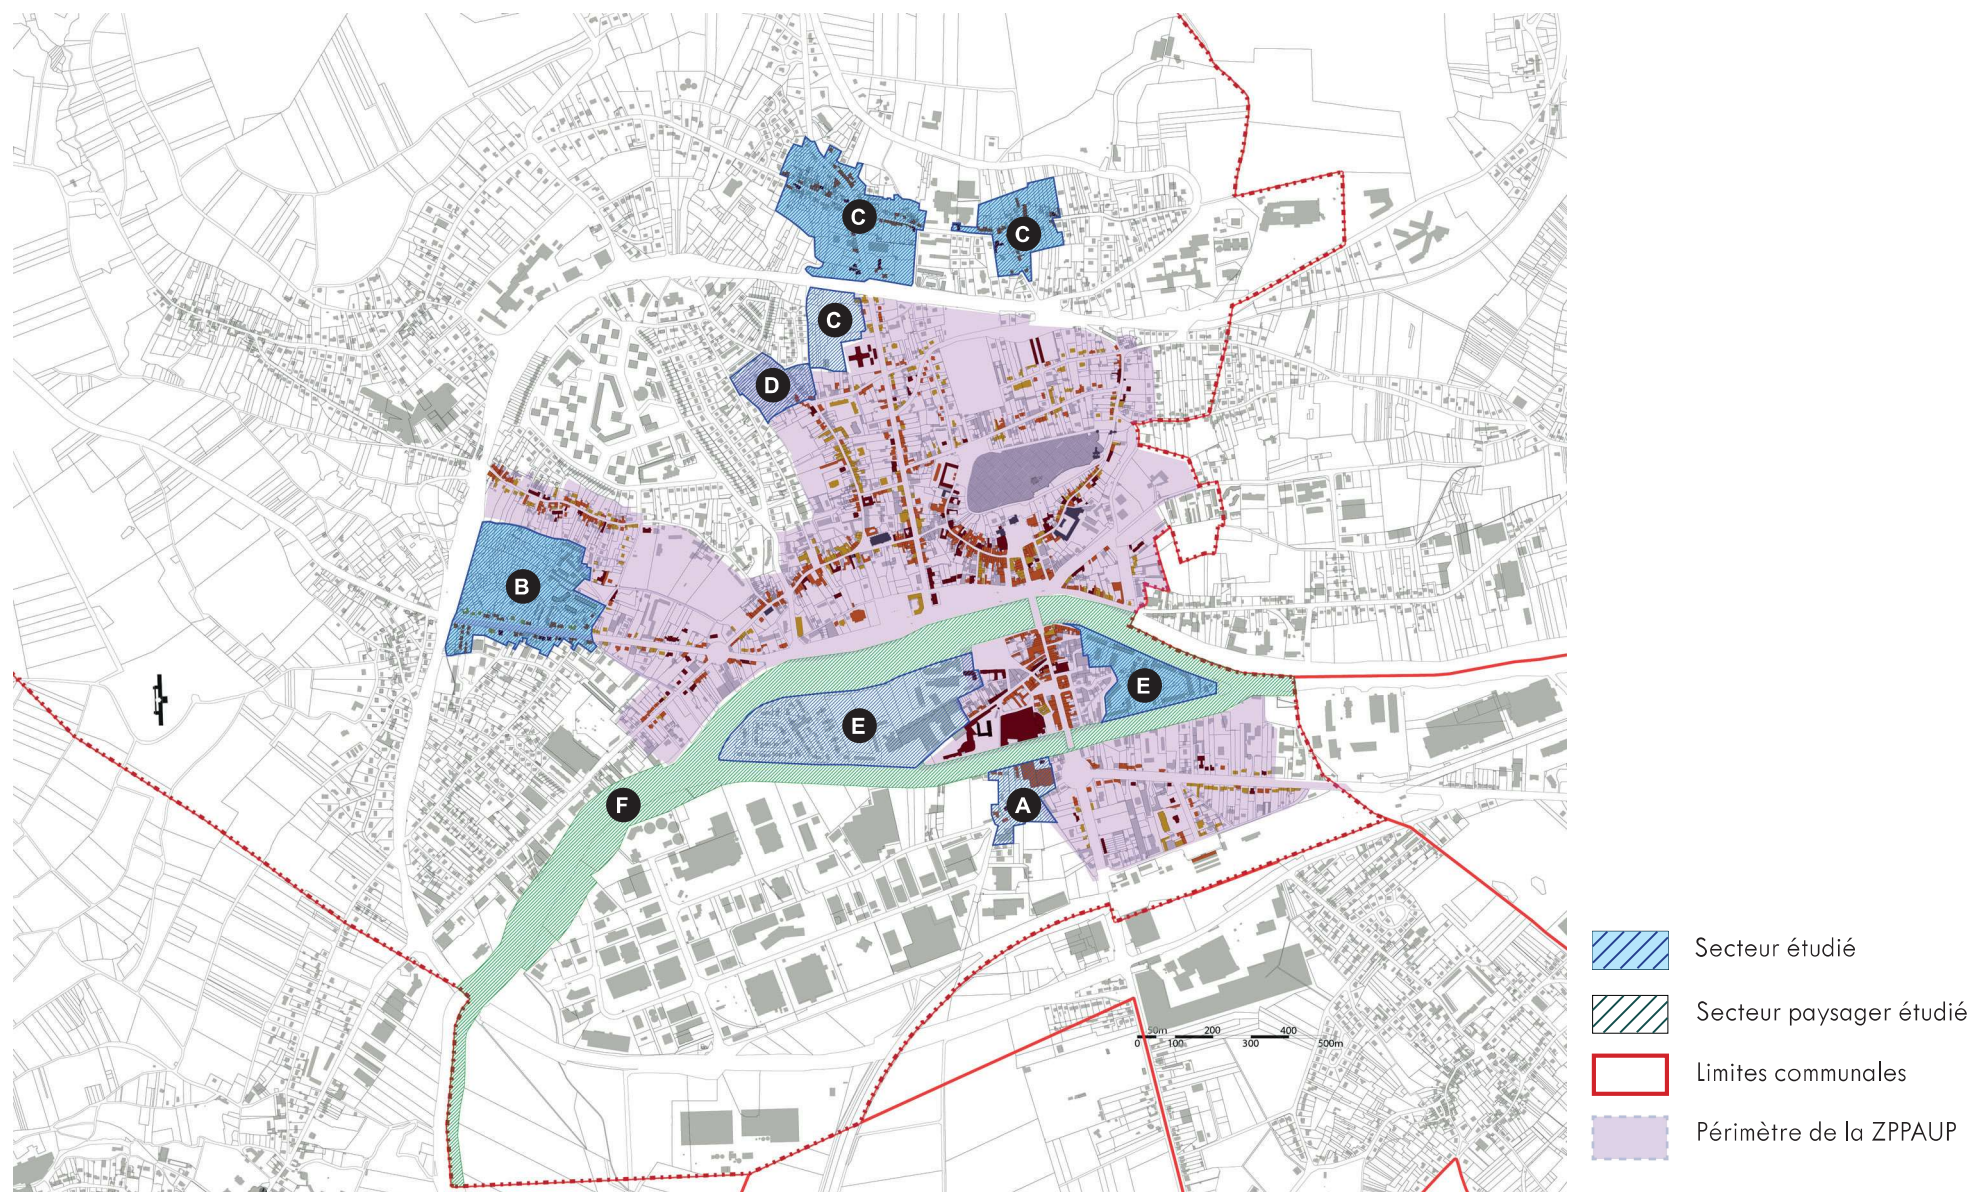 C
C
C
D
B
E
E
F
A
50m 200 400
0 100 300 500m
Secteur étudié
Secteur paysager étudié
Limites communales
Périmètre de la ZPPAUP